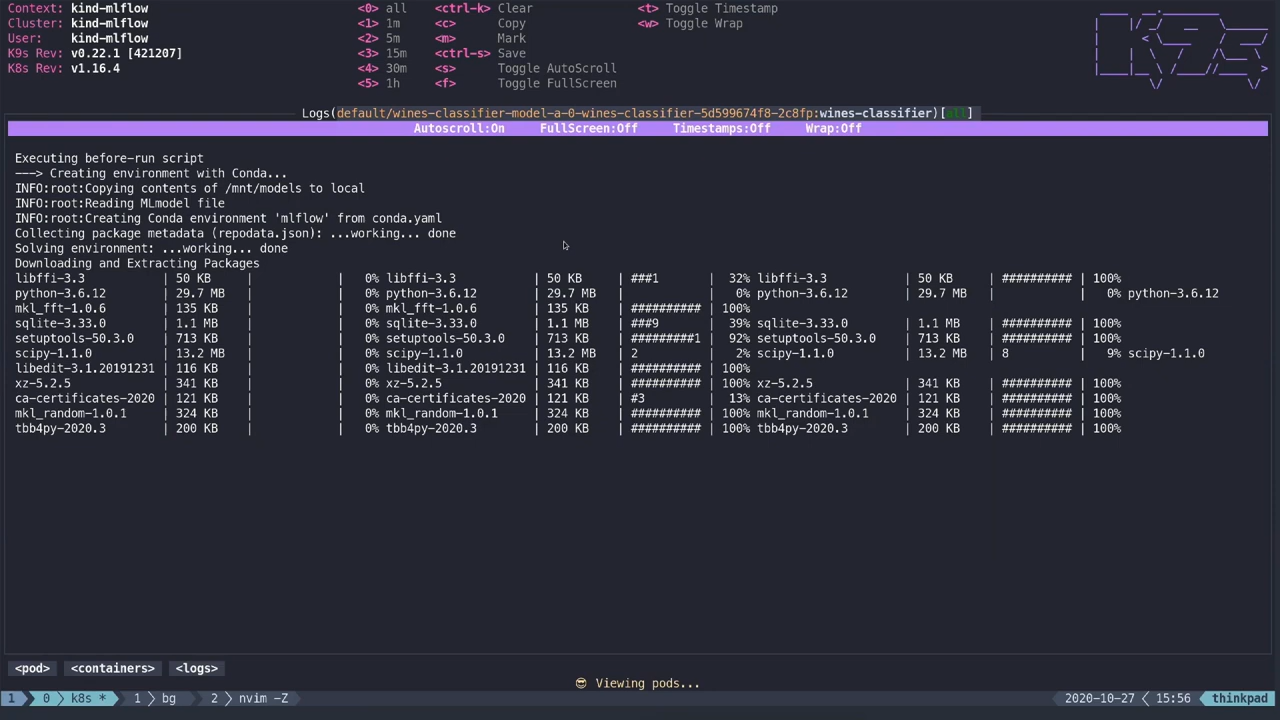 Context: kind-mlflow <0> all <ctrl-k> Clear <t> Toggle Timestamp
Cluster: kind-mlflow <1> 1m <c> Copy <w> Toggle Wrap
User: kind-mlflow <2> 5m <m> Mark
K9s Rev: v0.22.1 [421207] <3> 15m <ctrl-s> Save
K8s Rev: v1.16.4 <4> 30m <s> Toggle AutoScroll
<5> 1h <f> Toggle FullScreen
Logs(default/wines-classifier-model-a-0-wines-classifier-5d599674f8-2c8fp:wines-classifier)[all]
Autoscroll:On FullScreen:Off Timestamps:Off Wrap:Off
Executing before-run script
---> Creating environment with Conda...
INFO:root:Copying contents of /mnt/models to local
INFO:root:Reading MLmodel file
INFO:root:Creating Conda environment 'mlflow' from conda.yaml
Collecting package metadata (repodata.json): ...working... done
Solving environment: ...working... done
Downloading and Extracting Packages
libffi-3.3 | 50 KB | | 0% libffi-3.3 | 50 KB | ###1 | 32% libffi-3.3 | 50 KB | ########## | 100%
python-3.6.12 | 29.7 MB | | 0% python-3.6.12 | 29.7 MB | | 0% python-3.6.12 | 29.7 MB | | 0% python-3.6.12
mkl_fft-1.0.6 | 135 KB | | 0% mkl_fft-1.0.6 | 135 KB | ########## | 100%
sqlite-3.33.0 | 1.1 MB | | 0% sqlite-3.33.0 | 1.1 MB | ###9 | 39% sqlite-3.33.0 | 1.1 MB | ########## | 100%
setuptools-50.3.0 | 713 KB | | 0% setuptools-50.3.0 | 713 KB | #########1 | 92% setuptools-50.3.0 | 713 KB | ########## | 100%
scipy-1.1.0 | 13.2 MB | | 0% scipy-1.1.0 | 13.2 MB | 2 | 2% scipy-1.1.0 | 13.2 MB | 8 | 9% scipy-1.1.0
libedit-3.1.20191231 | 116 KB | | 0% libedit-3.1.20191231 | 116 KB | ########## | 100%
xz-5.2.5 | 341 KB | | 0% xz-5.2.5 | 341 KB | ########## | 100% xz-5.2.5 | 341 KB | ########## | 100%
ca-certificates-2020 | 121 KB | | 0% ca-certificates-2020 | 121 KB | #3 | 13% ca-certificates-2020 | 121 KB | ########## | 100%
mkl_random-1.0.1 | 324 KB | | 0% mkl_random-1.0.1 | 324 KB | ########## | 100% mkl_random-1.0.1 | 324 KB | ########## | 100%
tbb4py-2020.3 | 200 KB | | 0% tbb4py-2020.3 | 200 KB | ########## | 100% tbb4py-2020.3 | 200 KB | ########## | 100%
<pod> <containers> <logs>
😎 Viewing pods...
1 0 k8s * 1 bg 2 nvim -Z 2020-10-27 15:56 thinkpad